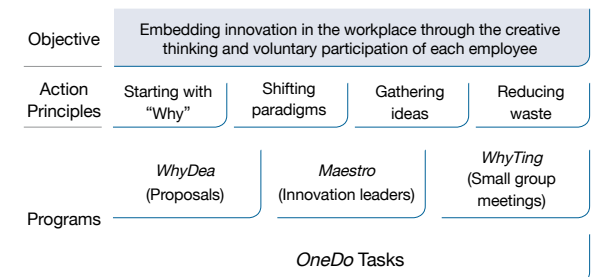 Objective
Embedding innovation in the workplace through the creative
thinking and voluntary participation of each employee
Action
Principles
Starting with
“Why”
Shifting
paradigms
Gathering
ideas
Reducing
waste
Programs
WhyDea
(Proposals)
Maestro
(Innovation leaders)
WhyTing
(Small group
meetings)
OneDo Tasks